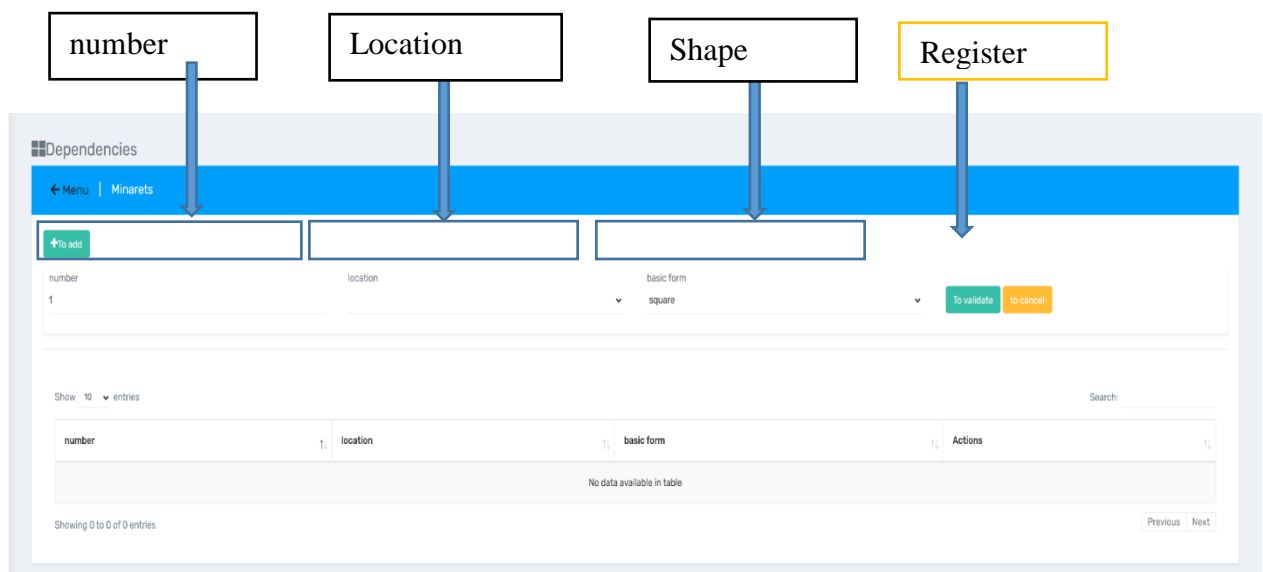 number
Location
Shape
Register
Dependencies
Menu | Minarets
+To add
number
location
basic form
1
square
To validate
to cancel
Show 10 entries
Search:
number
location
basic form
Actions
No data available in table
Showing 0 to 0 of 0 entries
Previous
Next